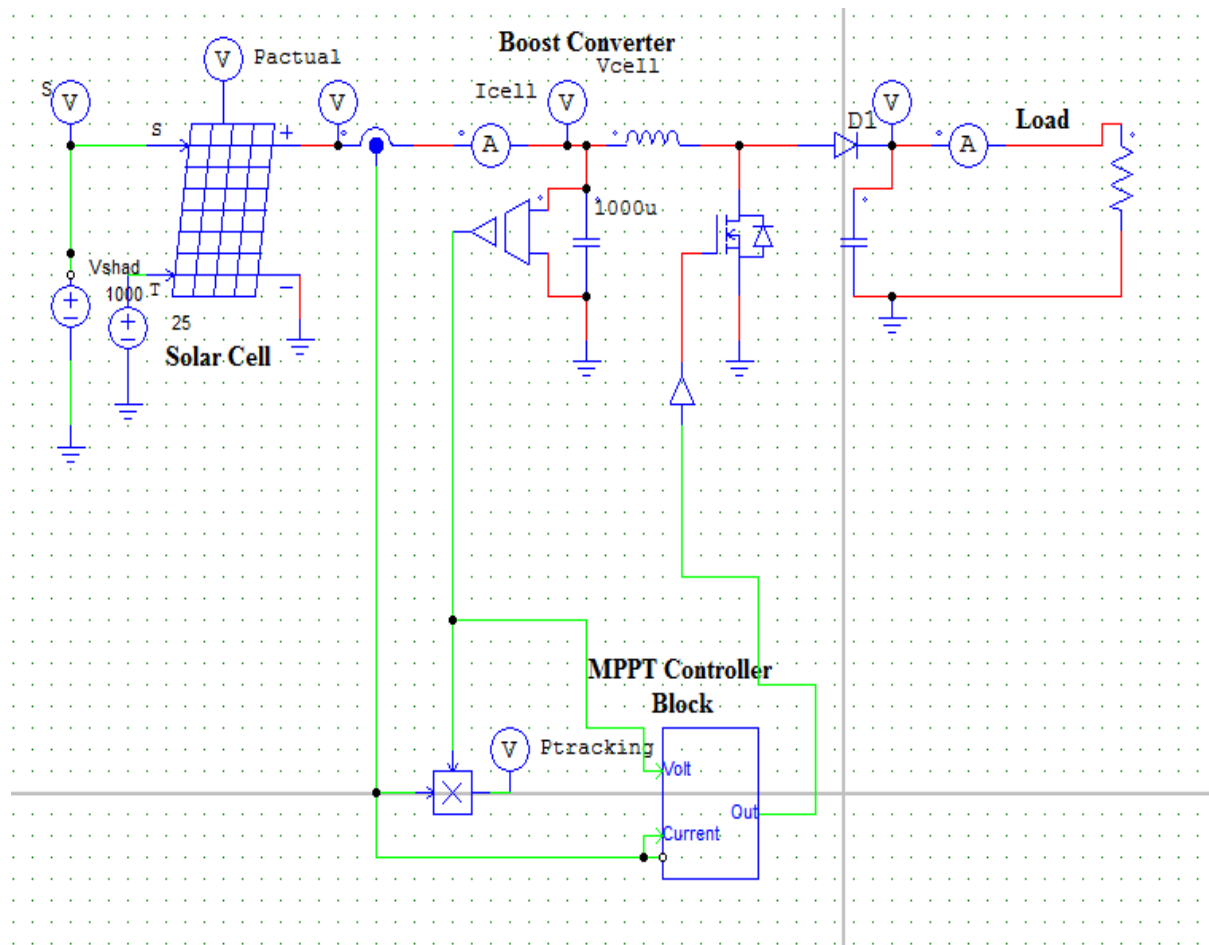 Boost Converter
Vcell
Pactual
V
S
V
V
Icell
V
V
D1
Load
S
+
A
A
1000u
Vshad
1000
T
−
+
−
+
−
25
Solar Cell
MPPT Controller
Block
V
Ptracking
Volt
X
Out
Current